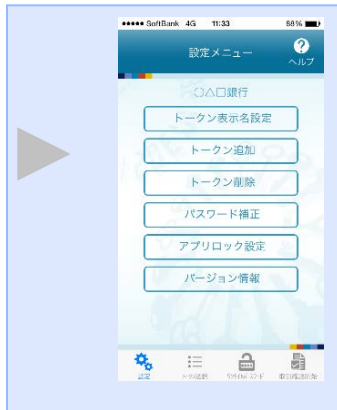 SoftBank 4G 11:33 58%
設定メニュー
ヘルプ
○△□銀行
トークン表示名設定
トークン追加
トークン削除
パスワード補正
アプリロック設定
バージョン情報
設定